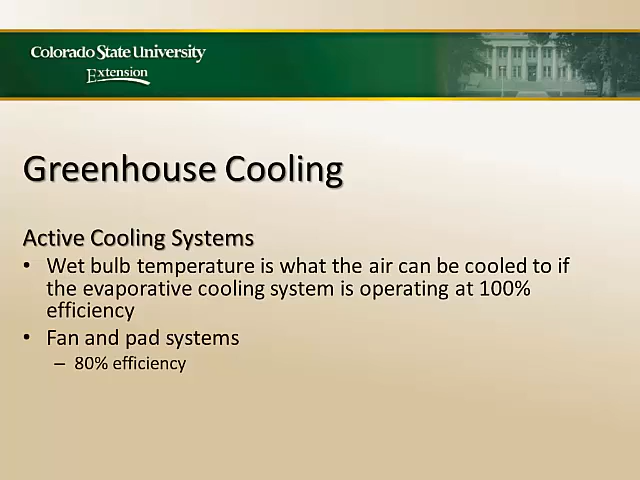 Colorado State University
Extension
Greenhouse Cooling
Active Cooling Systems
• Wet bulb temperature is what the air can be cooled to if
the evaporative cooling system is operating at 100%
efficiency
• Fan and pad systems
– 80% efficiency